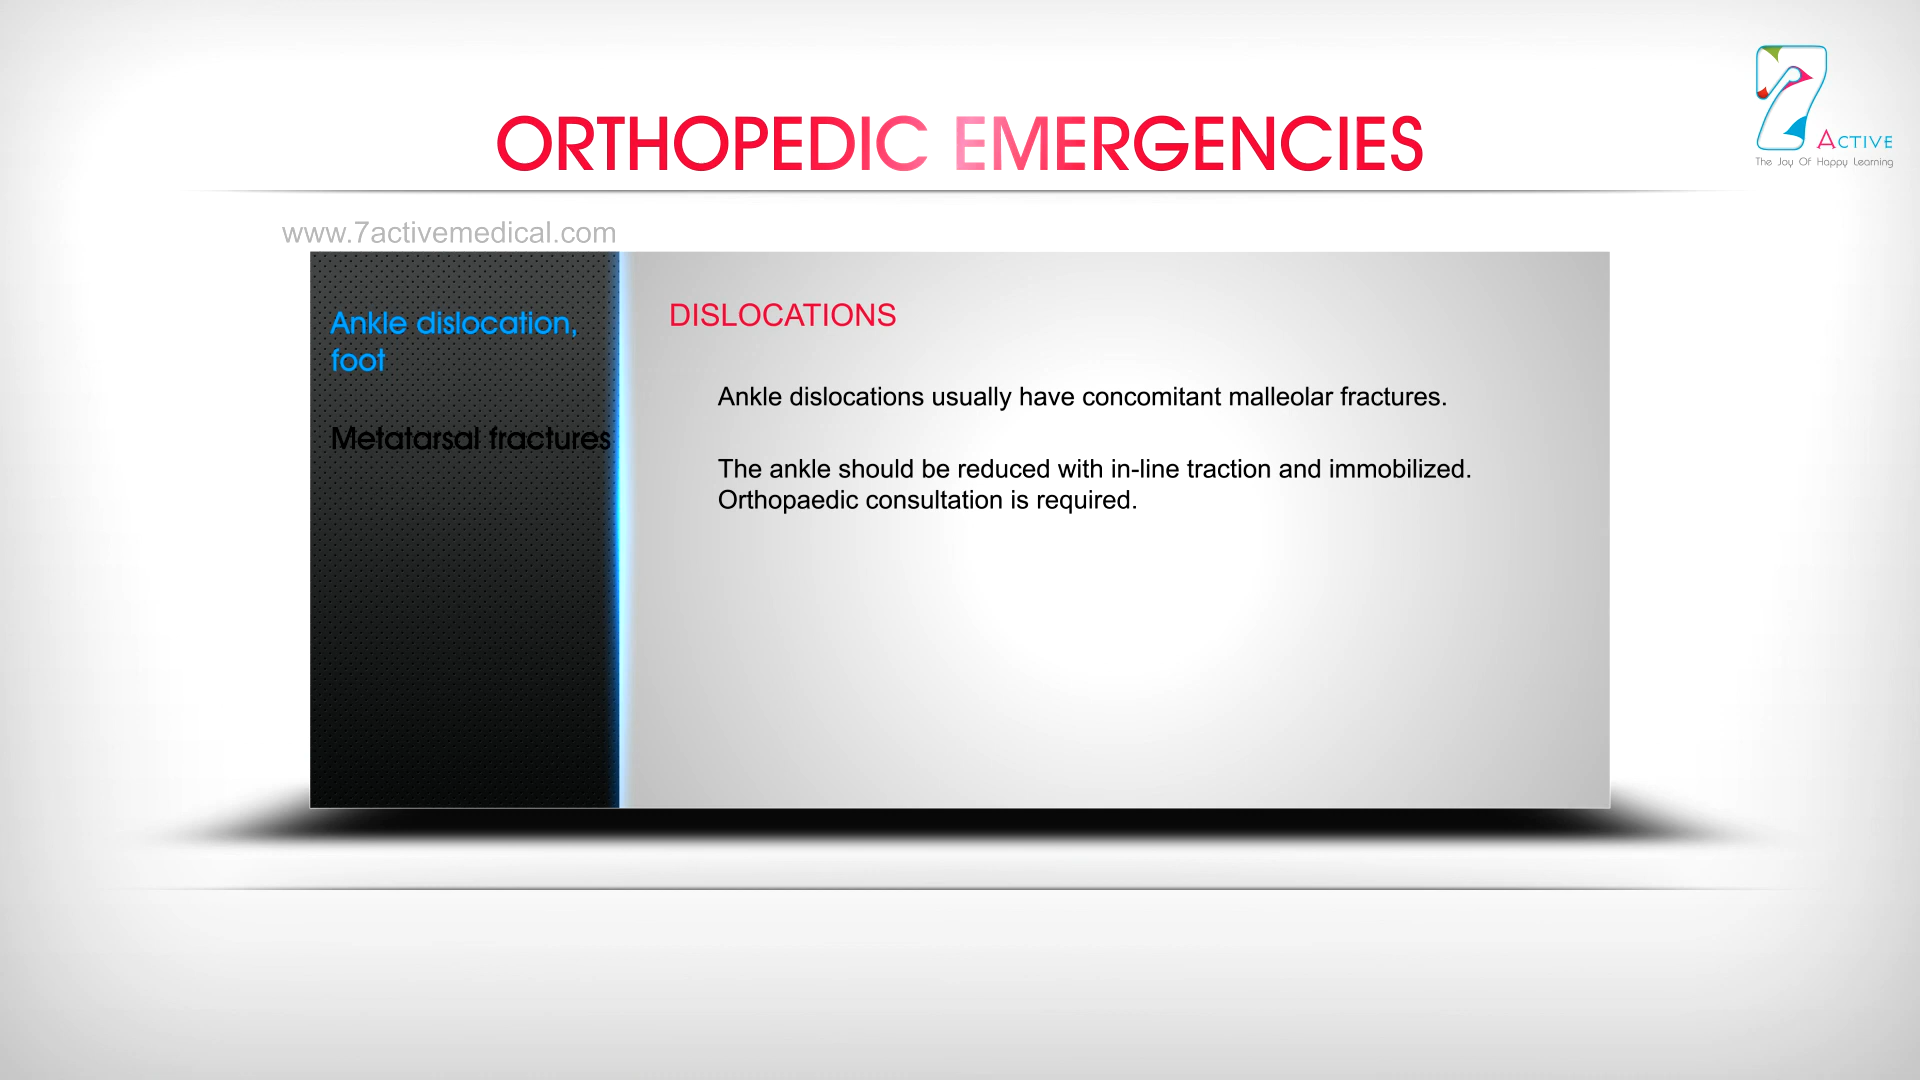 ORTHOPEDIC EMERGENCIES
ACTIVE
The Joy Of Happy Learning
www.7activemedical.com
Ankle dislocation,
foot
Metatarsal fractures
DISLOCATIONS
Ankle dislocations usually have concomitant malleolar fractures.
The ankle should be reduced with in-line traction and immobilized.
Orthopaedic consultation is required.